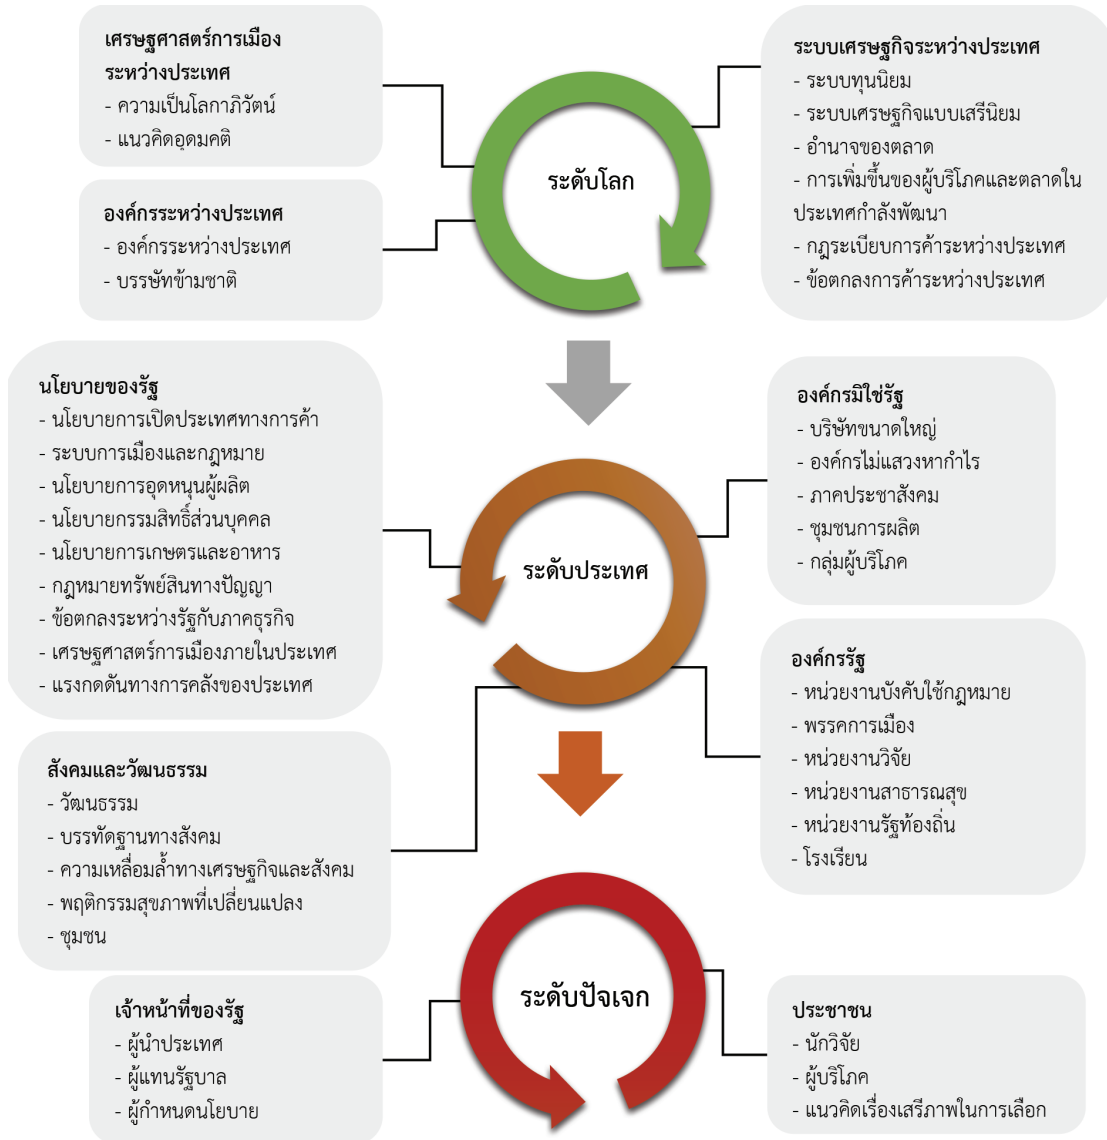 เศรษฐศาสตร์การเมือง
ระหว่างประเทศ
- ความเป็นโลกาภิวัตน์
- แนวคิดอุดมคติ
องค์กรระหว่างประเทศ
- องค์กรระหว่างประเทศ
- บรรษัทข้ามชาติ
ระดับโลก
ระบบเศรษฐกิจระหว่างประเทศ
- ระบบทุนนิยม
- ระบบเศรษฐกิจแบบเสรีนิยม
- อำนาจของตลาด
- การเพิ่มขึ้นของผู้บริโภคและตลาดใน
ประเทศกำลังพัฒนา
- กฎระเบียบการค้าระหว่างประเทศ
- ข้อตกลงการค้าระหว่างประเทศ
นโยบายของรัฐ
- นโยบายการเปิดประเทศทางการค้า
- ระบบการเมืองและกฎหมาย
- นโยบายการอุดหนุนผู้ผลิต
- นโยบายกรรมสิทธิ์ส่วนบุคคล
- นโยบายการเกษตรและอาหาร
- กฎหมายทรัพย์สินทางปัญญา
- ข้อตกลงระหว่างรัฐกับภาคธุรกิจ
- เศรษฐศาสตร์การเมืองภายในประเทศ
- แรงกดดันทางการคลังของประเทศ
ระดับประเทศ
องค์กรมิใช่รัฐ
- บริษัทขนาดใหญ่
- องค์กรไม่แสวงหากำไร
- ภาคประชาสังคม
- ชุมชนการผลิต
- กลุ่มผู้บริโภค
องค์กรรัฐ
- หน่วยงานบังคับใช้กฎหมาย
- พรรคการเมือง
- หน่วยงานวิจัย
- หน่วยงานสาธารณสุข
- หน่วยงานรัฐท้องถิ่น
- โรงเรียน
สังคมและวัฒนธรรม
- วัฒนธรรม
- บรรทัดฐานทางสังคม
- ความเหลื่อมล้ำทางเศรษฐกิจและสังคม
- พฤติกรรมสุขภาพที่เปลี่ยนแปลง
- ชุมชน
ระดับปัจเจก
เจ้าหน้าที่ของรัฐ
- ผู้นำประเทศ
- ผู้แทนรัฐบาล
- ผู้กำหนดนโยบาย
ประชาชน
- นักวิจัย
- ผู้บริโภค
- แนวคิดเรื่องเสรีภาพในการเลือก